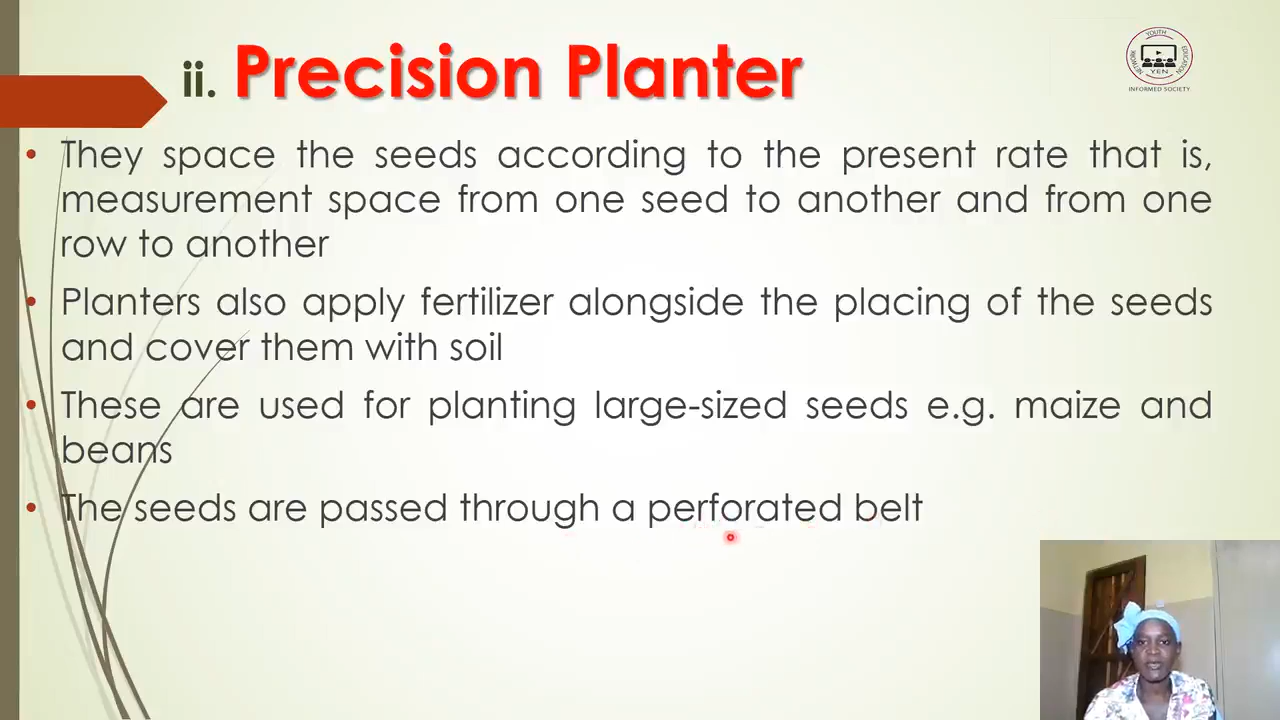 ii. Precision Planter
YOUTH
EDUCATION
NETWORK
YEN
INFORMED SOCIETY
• They space the seeds according to the present rate that is,
measurement space from one seed to another and from one
row to another
• Planters also apply fertilizer alongside the placing of the seeds
and cover them with soil
• These are used for planting large-sized seeds e.g. maize and
beans
• The seeds are passed through a perforated belt